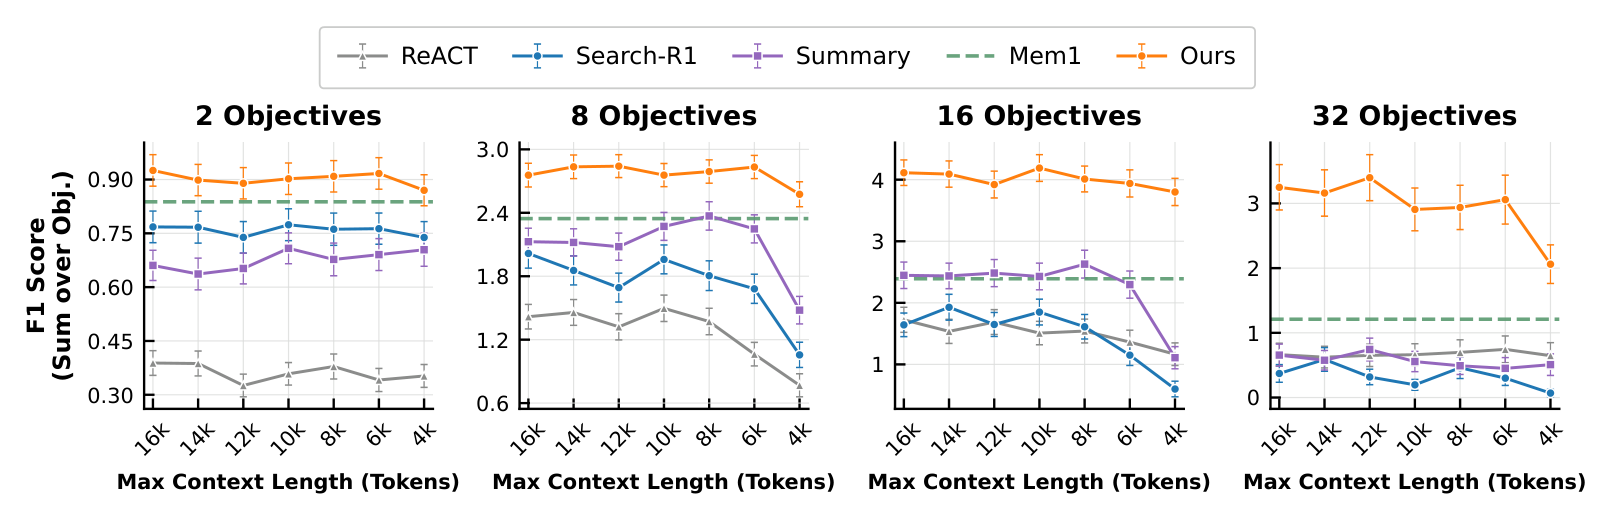 ReACT Search-R1 Summary Mem1 Ours
2 Objectives 8 Objectives 16 Objectives 32 Objectives
F1 Score
(Sum over Obj.)
0.90
0.75
0.60
0.45
0.30
16k 14k 12k 10k 8k 6k 4k
Max Context Length (Tokens)
3.0
2.4
1.8
1.2
0.6
16k 14k 12k 10k 8k 6k 4k
Max Context Length (Tokens)
4
3
2
1
16k 14k 12k 10k 8k 6k 4k
Max Context Length (Tokens)
3
2
1
0
16k 14k 12k 10k 8k 6k 4k
Max Context Length (Tokens)